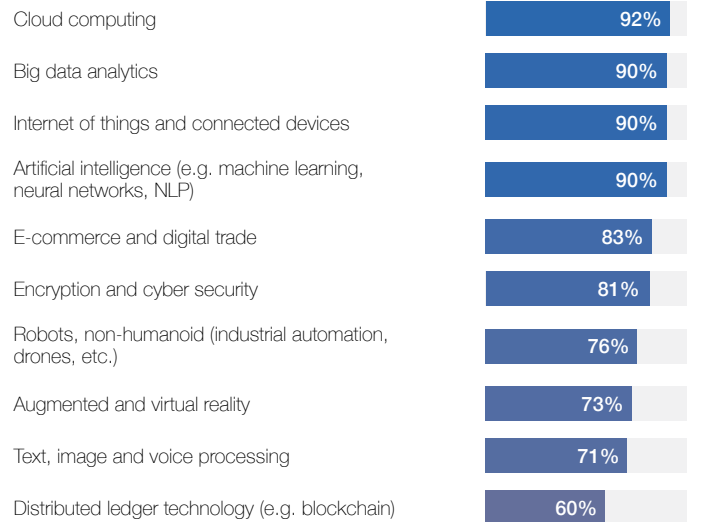 Cloud computing 92%
Big data analytics 90%
Internet of things and connected devices 90%
Artificial intelligence (e.g. machine learning,
neural networks, NLP) 90%
E-commerce and digital trade 83%
Encryption and cyber security 81%
Robots, non-humanoid (industrial automation,
drones, etc.) 76%
Augmented and virtual reality 73%
Text, image and voice processing 71%
Distributed ledger technology (e.g. blockchain) 60%